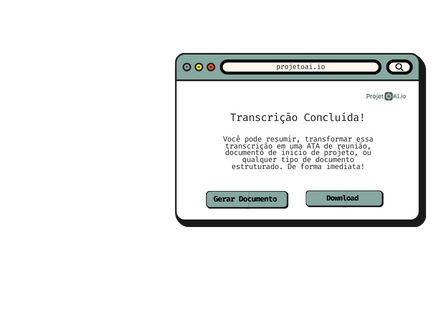 projetoai.io
ProjetAI.io
Transcrição Concluída!
Você pode resumir, transformar essa
transcrição em uma ATA de reunião,
documento de início de projeto, ou
qualquer tipo de documento
estruturado. De forma imediata!
Gerar Documento
Download